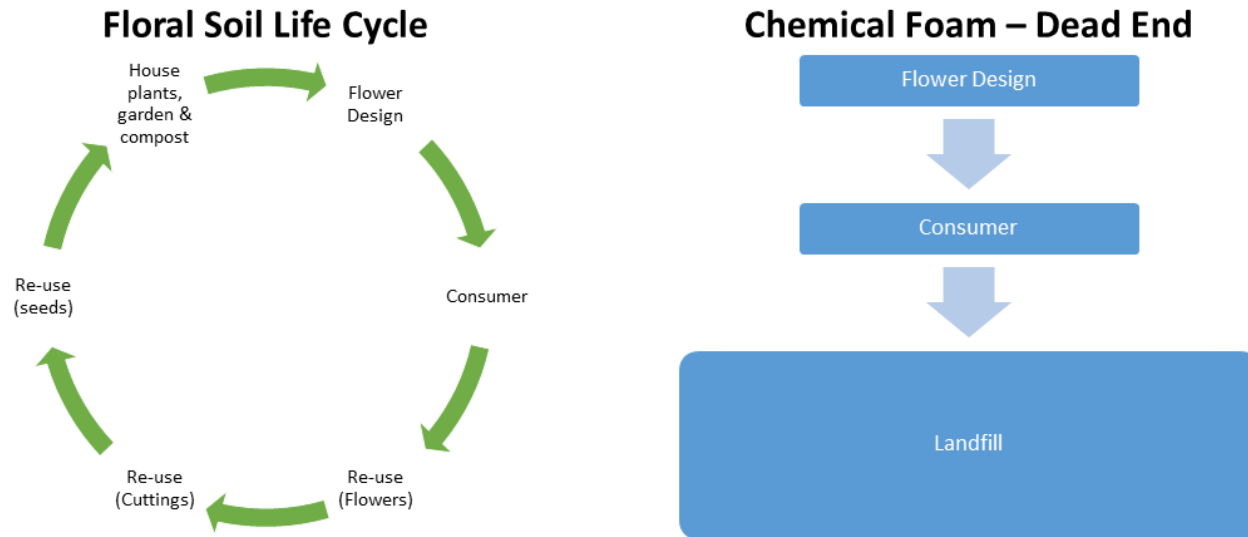 Floral Soil Life Cycle
House
plants,
garden &
compost
Flower
Design
Consumer
Re-use
(Flowers)
Re-use
(Cuttings)
Re-use
(seeds)
Chemical Foam – Dead End
Flower Design
Consumer
Landfill